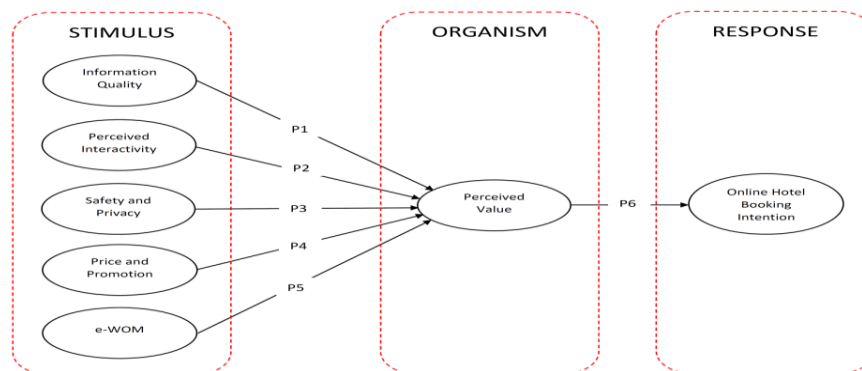 STIMULUS
ORGANISM
RESPONSE
Information
Quality
Perceived
Interactivity
Safety and
Privacy
Price and
Promotion
e-WOM
P1
P2
P3
P4
P5
Perceived
Value
P6
Online Hotel
Booking
Intention